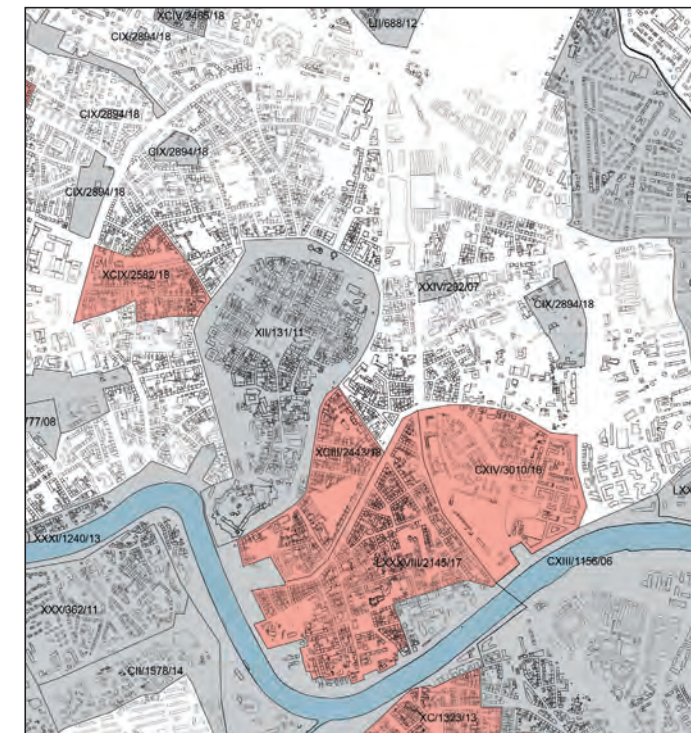 XCIV/2465/18
LII/688/12
CIX/2894/18
CIX/2894/18
CIX/2894/18
CIX/2894/18
XCIX/2582/18
XXIV/292/07
CIX/2894/18
XII/131/11
777/08
XCIII/2443/18
CXIV/3010/18
LXX
LXXXI/1240/13
LXXXVIII/2145/17
CXIII/1156/06
XXX/362/11
CII/1578/14
XC/1323/13